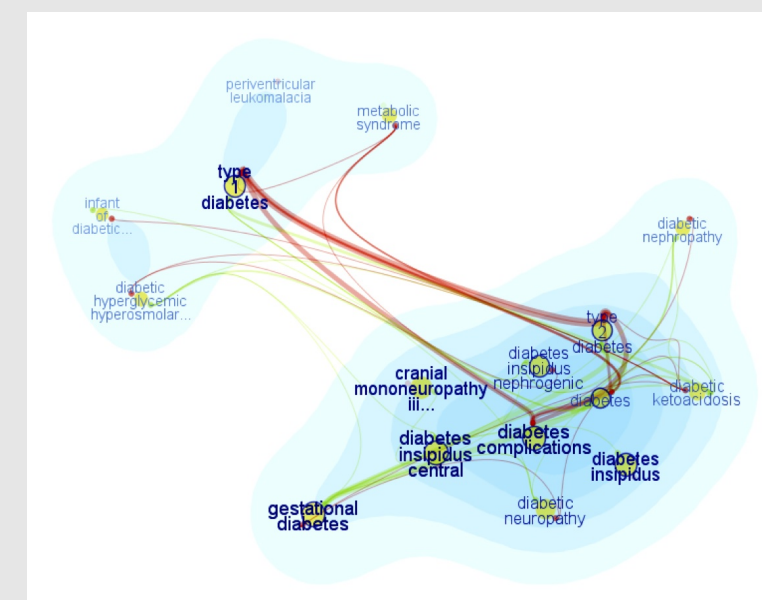 periventricular
leukomalacia
metabolic
syndrome
type
1
diabetes
infant
of
diabetic...
diabetic
nephropathy
diabetic
hyperglycemic
hyperosmolar...
type
2
diabetes
diabetes
insipidus
nephrogenic
cranial
mononeuropathy
iii...
diabetic
ketoacidosis
diabetes
diabetes
complications
diabetes
insipidus
central
diabetes
insipidus
gestational
diabetes
diabetic
neuropathy